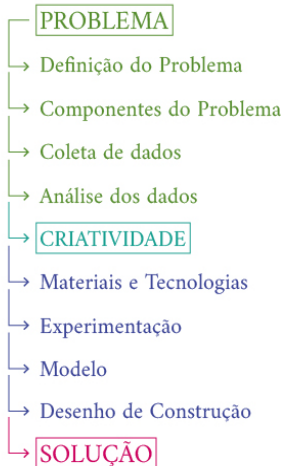 PROBLEMA
Definição do Problema
Componentes do Problema
Coleta de dados
Análise dos dados
CRIATIVIDADE
Materiais e Tecnologias
Experimentação
Modelo
Desenho de Construção
SOLUÇÃO